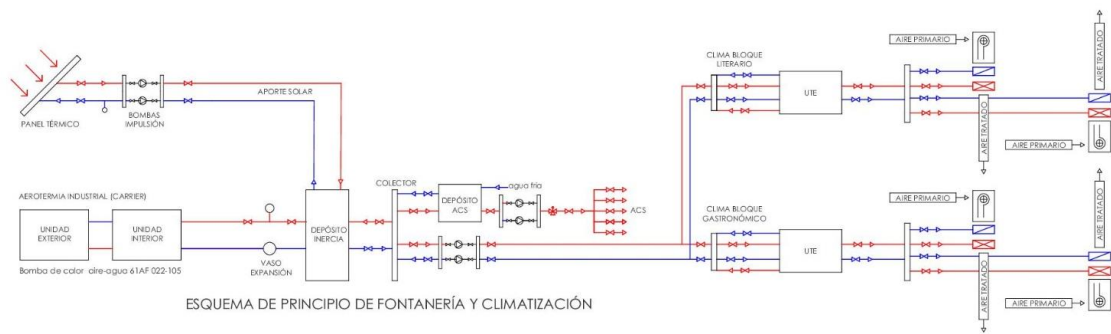 PANEL TÉRMICO
BOMBAS
IMPULSIÓN
APORTE SOLAR
AEROTERMIA INDUSTRIAL (CARRIER)
UNIDAD
EXTERIOR
UNIDAD
INTERIOR
Bomba de calor aire-agua 61AF 022-105
VASO
EXPANSIÓN
DEPÓSITO
INERCIA
COLECTOR
DEPÓSITO
ACS
agua fria
ACS
CLIMA BLOQUE
LITERARIO
UTE
AIRE PRIMARIO
AIRE TRATADO
AIRE TRATADO
AIRE PRIMARIO
CLIMA BLOQUE
GASTRONÓMICO
UTE
AIRE PRIMARIO
AIRE TRATADO
AIRE TRATADO
AIRE PRIMARIO
ESQUEMA DE PRINCIPIO DE FONTANERÍA Y CLIMATIZACIÓN